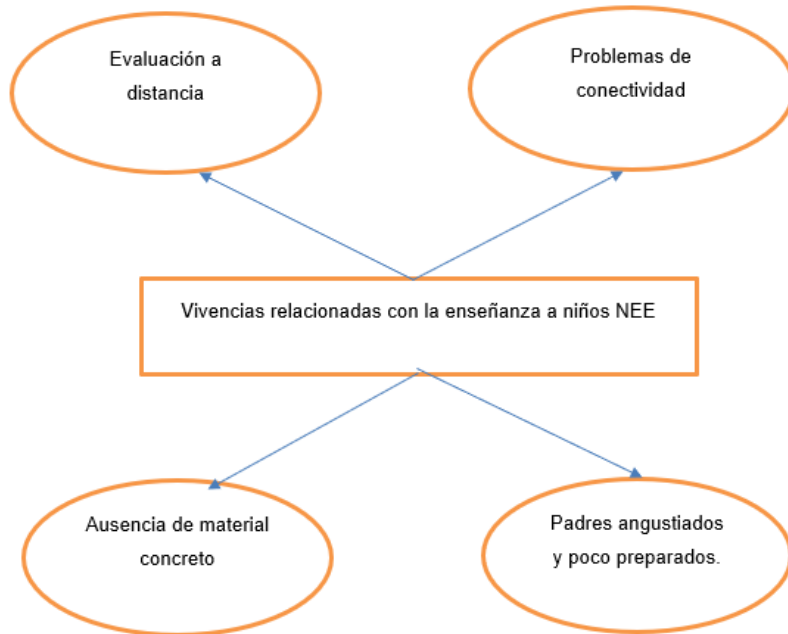 Evaluación a
distancia
Problemas de
conectividad
Vivencias relacionadas con la enseñanza a niños NEE
Ausencia de material
concreto
Padres angustiados
y poco preparados.